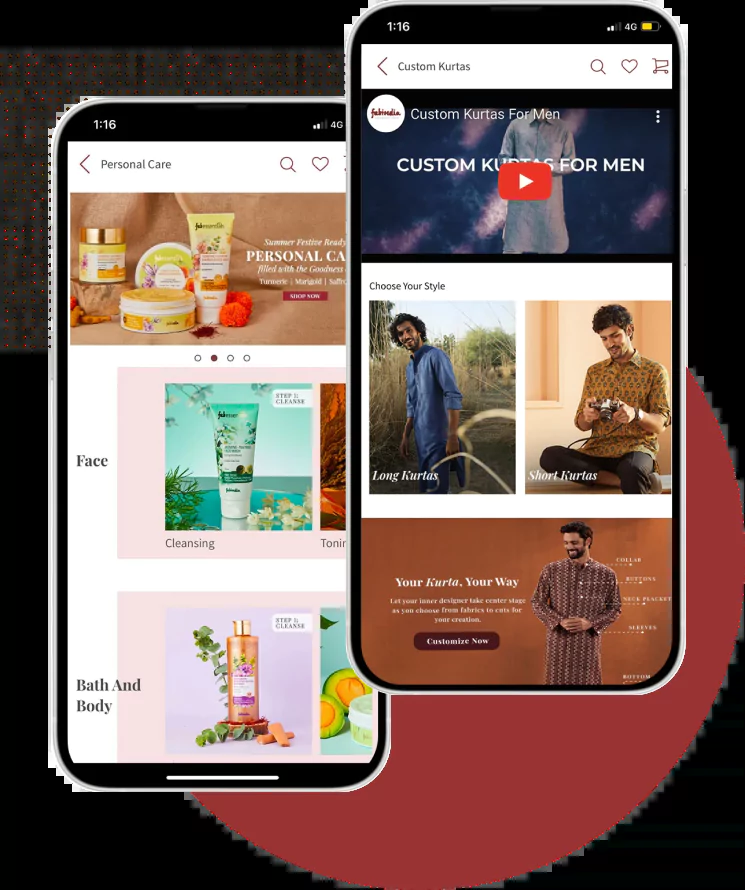 1:16
4G
Personal Care
fabessentials
Summer Festive Ready
PERSONAL CA
filled with the Goodness
Turmeric | Marigold | Saffr
SHOP NOW
Face
STEP 1:
CLEANSE
fabessentials
fabindia
Cleansing
Tonin
Bath And
Body
STEP 1:
CLEANSE
1:16
4G
Custom Kurtas
fabindia
Custom Kurtas For Men
CUSTOM KURTAS FOR MEN
Choose Your Style
Long Kurtas
Short Kurtas
Your Kurta, Your Way
Let your inner designer take center stage
as you choose from fabrics to cuts for
your creation.
Customize Now
COLLAR
BUTTONS
NECK PLACKET
SLEEVES
BOTTOM